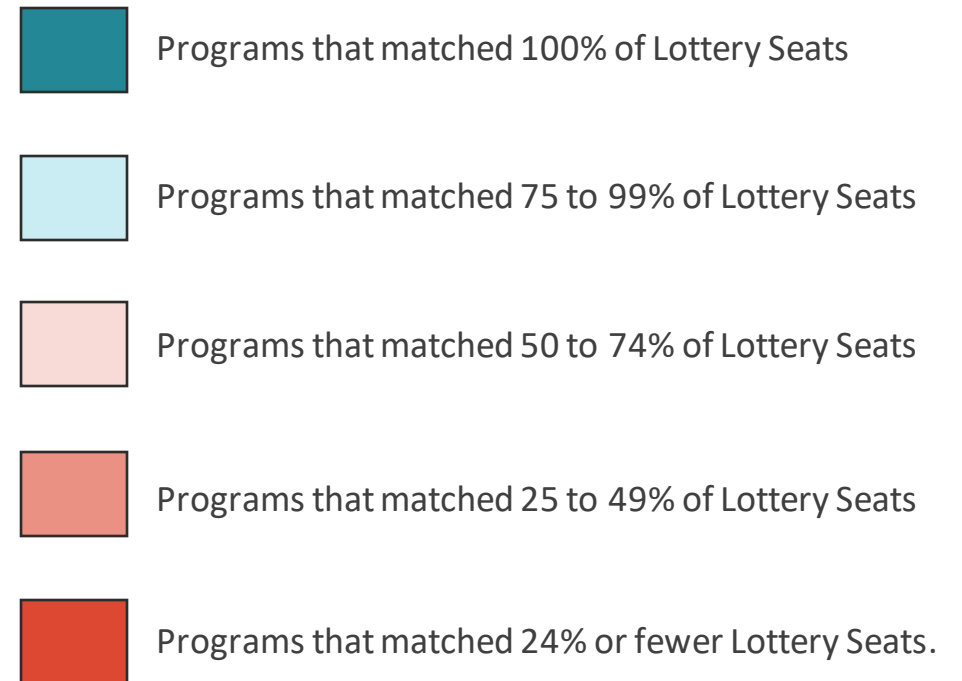 Programs that matched 100% of Lottery Seats
Programs that matched 75 to 99% of Lottery Seats
Programs that matched 50 to 74% of Lottery Seats
Programs that matched 25 to 49% of Lottery Seats
Programs that matched 24% or fewer Lottery Seats.